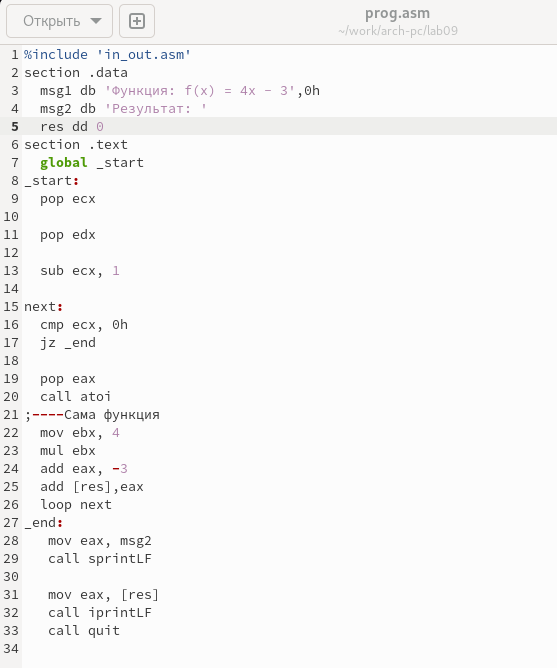 Открыть
prog.asm
~/work/arch-pc/lab09
1 %include 'in_out.asm'
2 section .data
3   msg1 db 'Функция: f(x) = 4x - 3',0h
4   msg2 db 'Результат: '
5   res dd 0
6 section .text
7   global _start
8 _start:
9   pop ecx
10
11   pop edx
12
13   sub ecx, 1
14
15 next:
16   cmp ecx, 0h
17   jz _end
18
19   pop eax
20   call atoi
21 ;----Сама функция
22   mov ebx, 4
23   mul ebx
24   add eax, -3
25   add [res],eax
26   loop next
27 _end:
28    mov eax, msg2
29    call sprintLF
30
31    mov eax, [res]
32    call iprintLF
33    call quit
34